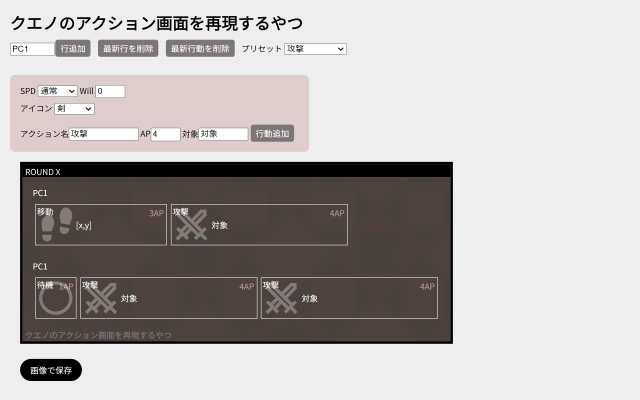 クエノのアクション画面を再現するやつ
PC1 行追加 最新行を削除 最新行動を削除 プリセット 攻撃
SPD 通常 Will 0
アイコン 剣
アクション名 攻撃 AP 4 対象 対象 行動追加
ROUND X
PC1
移動 3AP 攻撃 4AP
[x,y] 対象
PC1
待機 1AP 攻撃 4AP 攻撃 4AP
対象 対象
クエノのアクション画面を再現するやつ
画像で保存